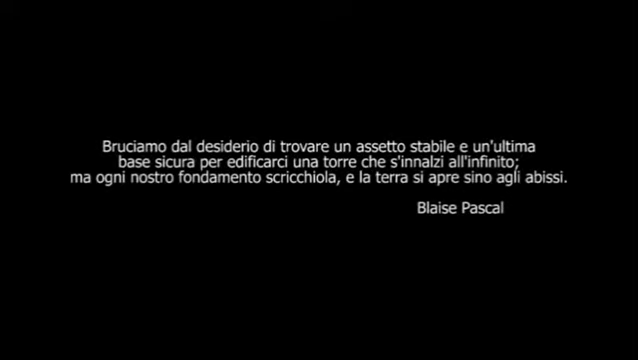 Bruciamo dal desiderio di trovare un assetto stabile e un'ultima
base sicura per edificarci una torre che s'innalzi all'infinito;
ma ogni nostro fondamento scricchiola, e la terra si apre sino agli abissi.
Blaise Pascal